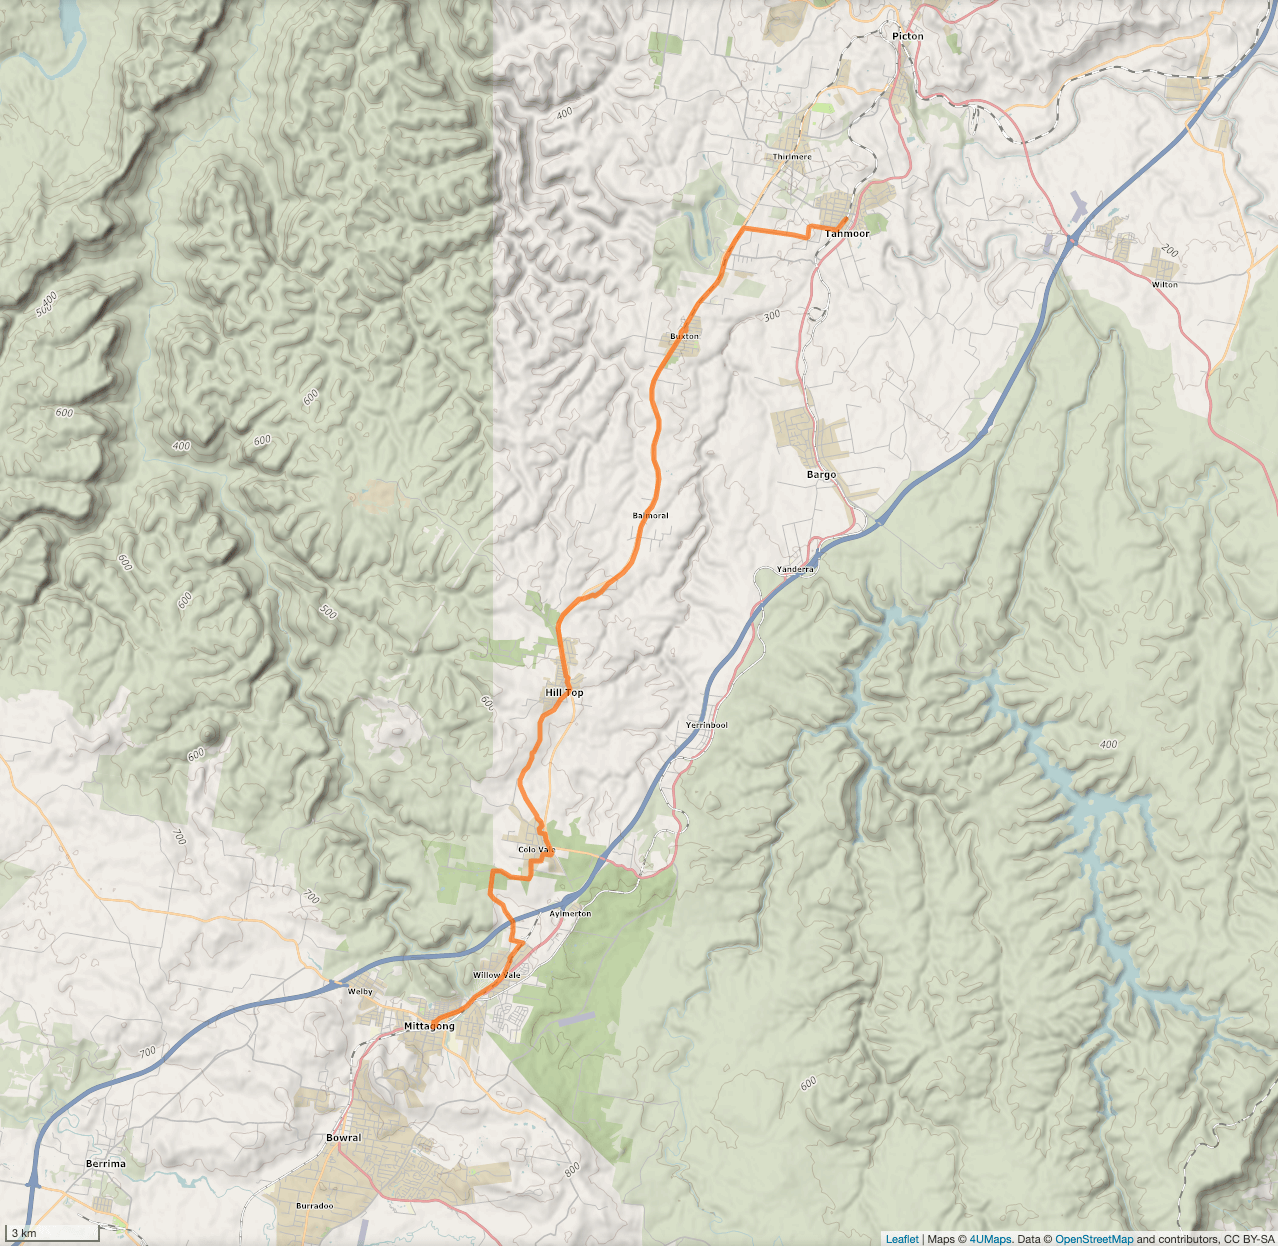 Picton
400
Thirlmere
Tahmoor
200
Wilton
400
500
300
Buxton
600
600
400
600
Bargo
Balmoral
600
Yanderra
600
500
Hill Top
600
Yerrinbool
400
600
700
Colo Vale
700
Aylmerton
Willow Vale
Welby
Mittagong
700
600
Bowral
Berrima
800
Burradoo
3 km
Leaflet | Maps © 4UMaps. Data © OpenStreetMap and contributors, CC BY-SA